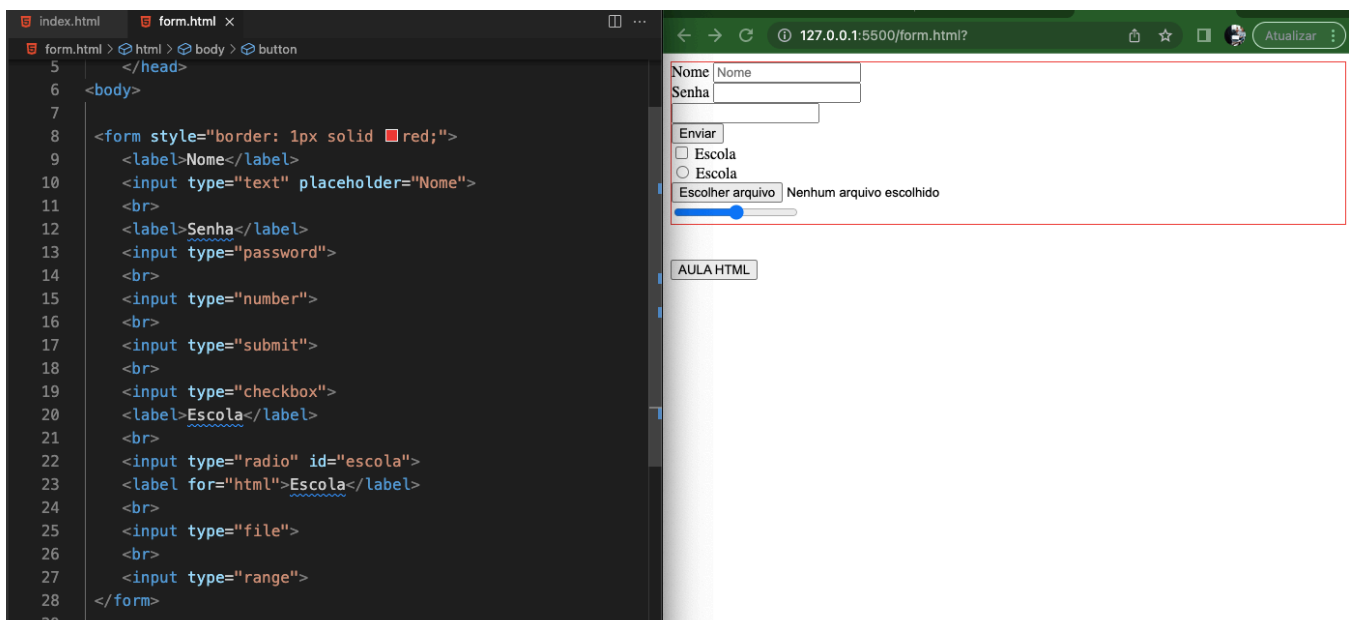 index.html form.html ×
form.html > html > body > button
5 </head>
6 <body>
7
8 <form style="border: 1px solid red;">
9 <label>Nome</label>
10 <input type="text" placeholder="Nome">
11 <br>
12 <label>Senha</label>
13 <input type="password">
14 <br>
15 <input type="number">
16 <br>
17 <input type="submit">
18 <br>
19 <input type="checkbox">
20 <label>Escola</label>
21 <br>
22 <input type="radio" id="escola">
23 <label for="html">Escola</label>
24 <br>
25 <input type="file">
26 <br>
27 <input type="range">
28 </form>
127.0.0.1:5500/form.html? Atualizar
Nome Nome
Senha
Enviar
Escola
Escola
Escolher arquivo Nenhum arquivo escolhido
AULA HTML